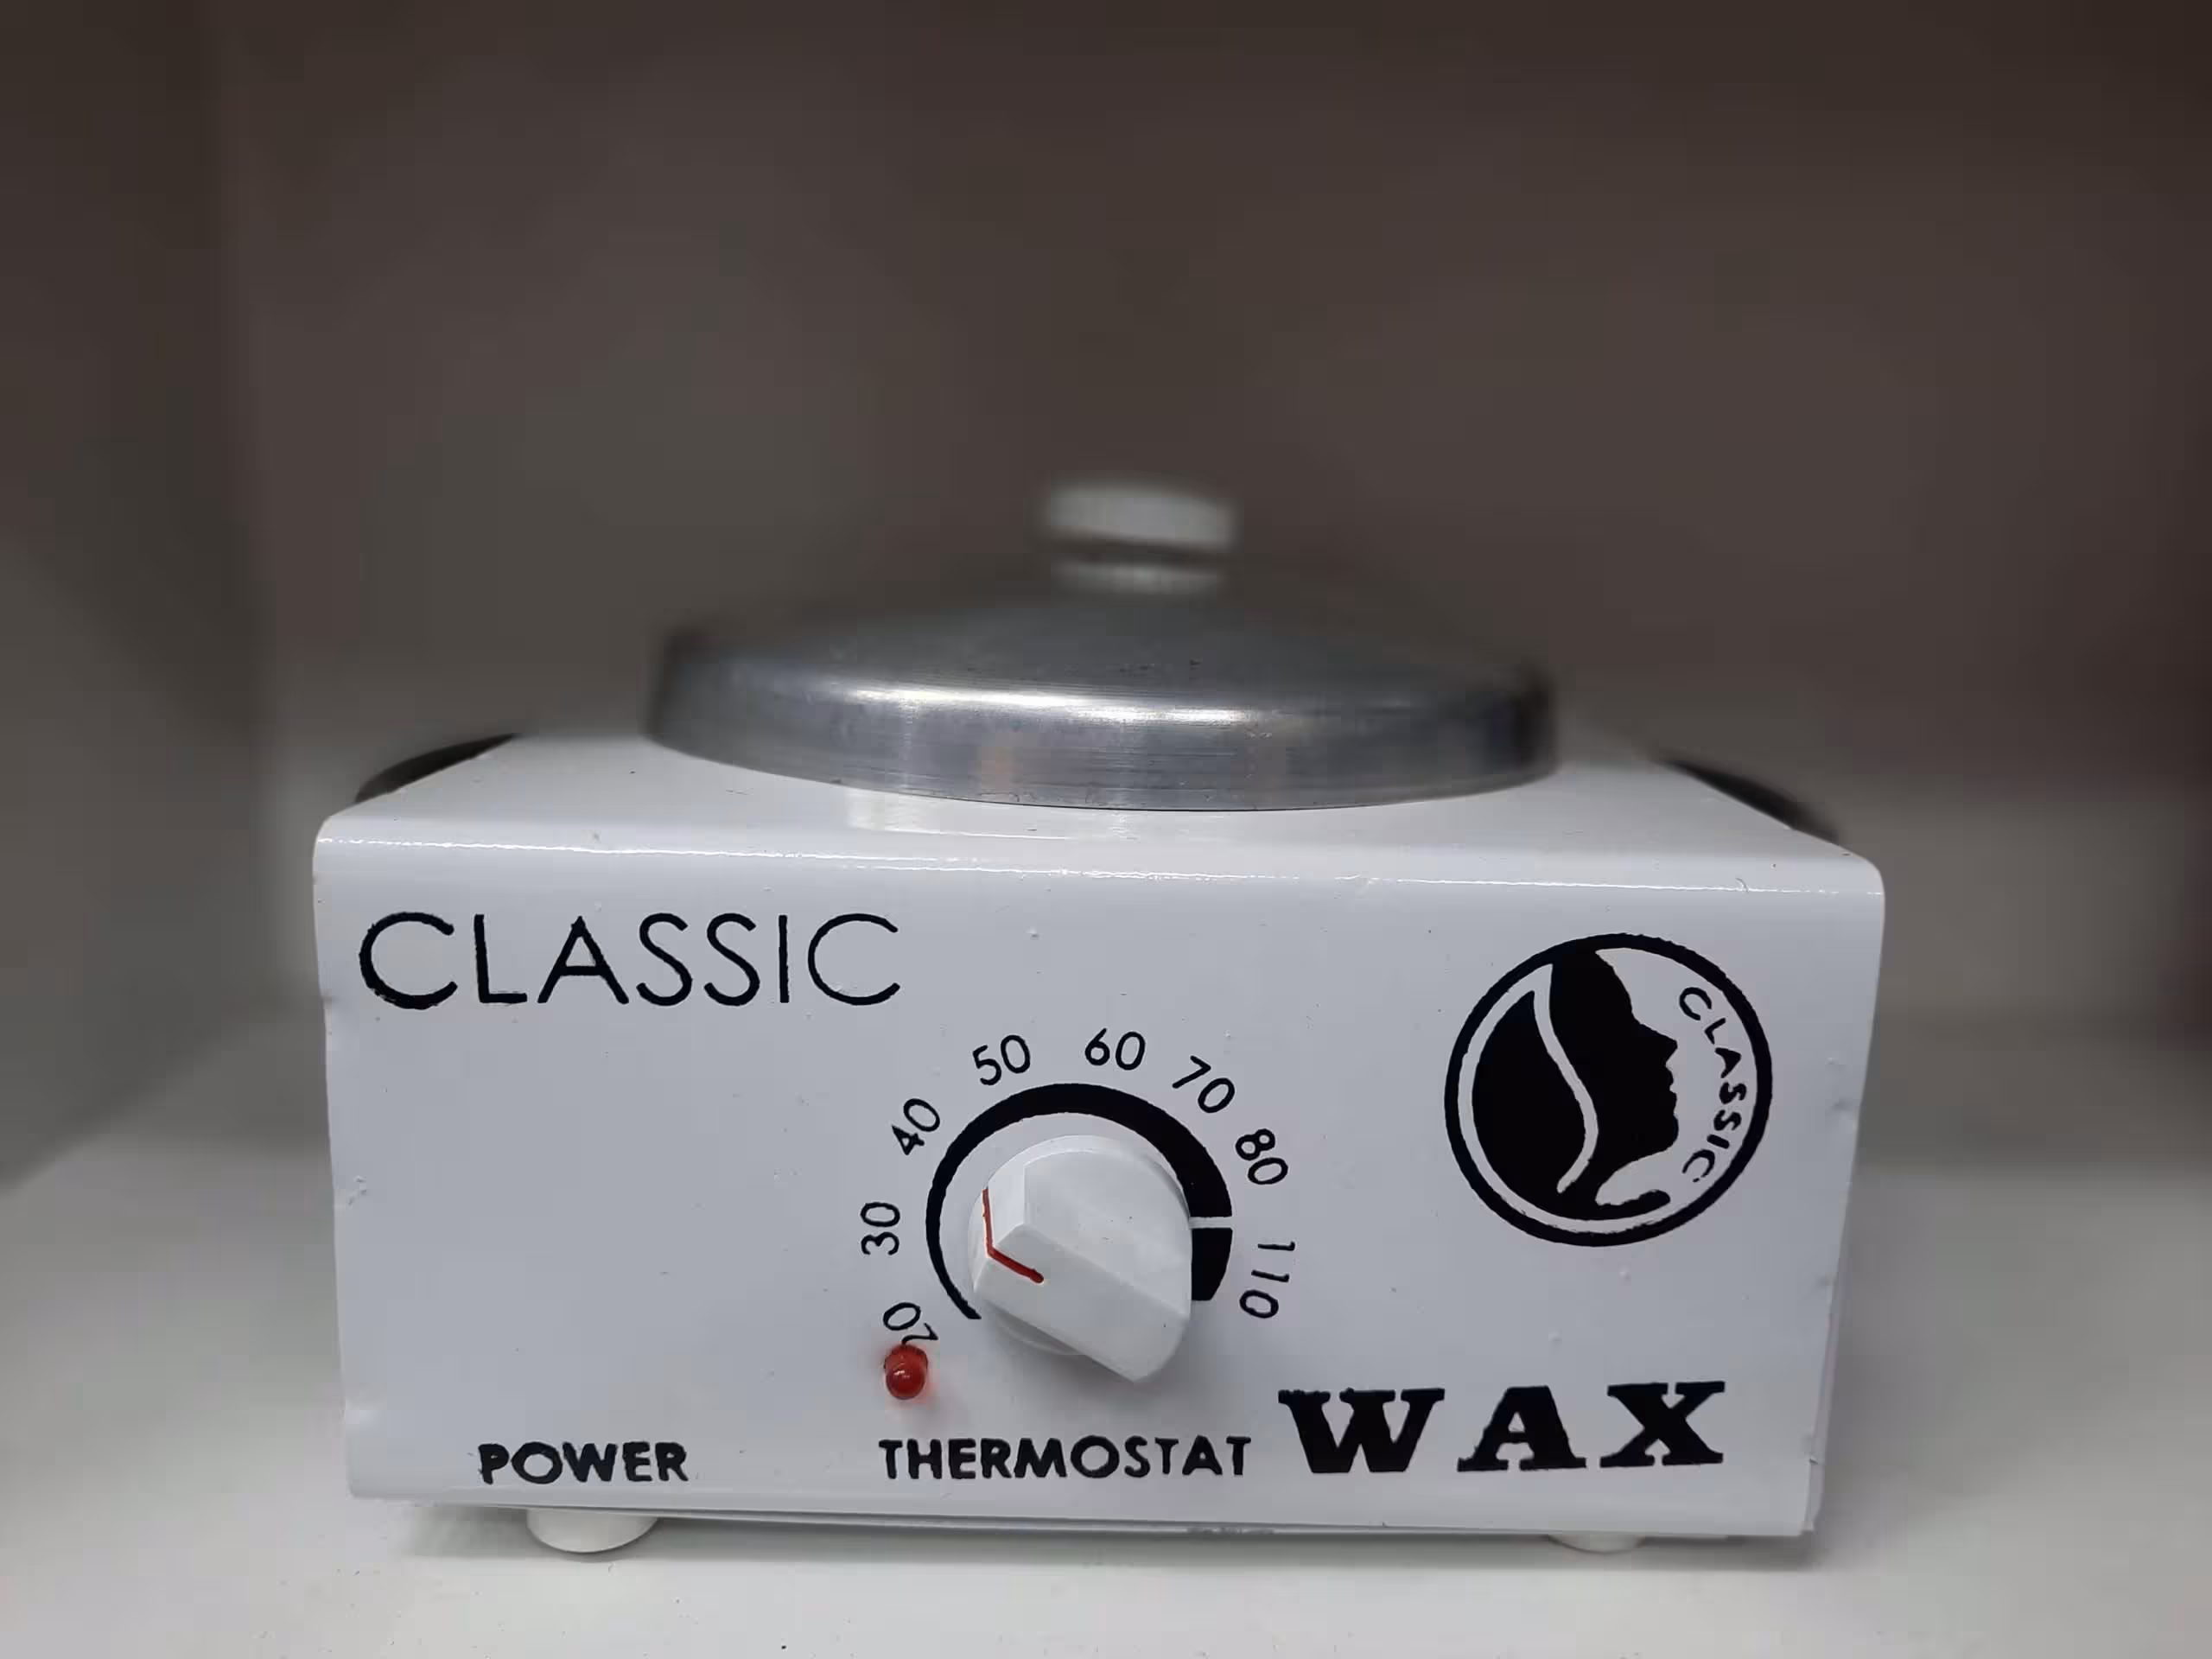 CLASSIC
CLASSIC
50
60
70
40
80
30
110
20
POWER
THERMOSTAT
WAX